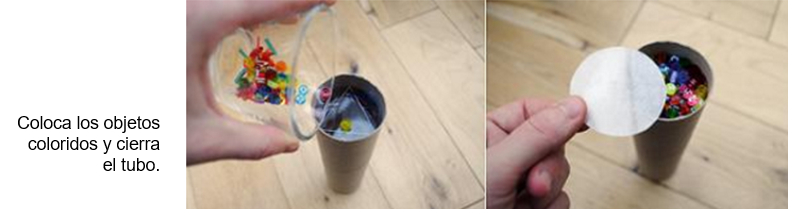 Coloca los objetos
coloridos y cierra
el tubo.